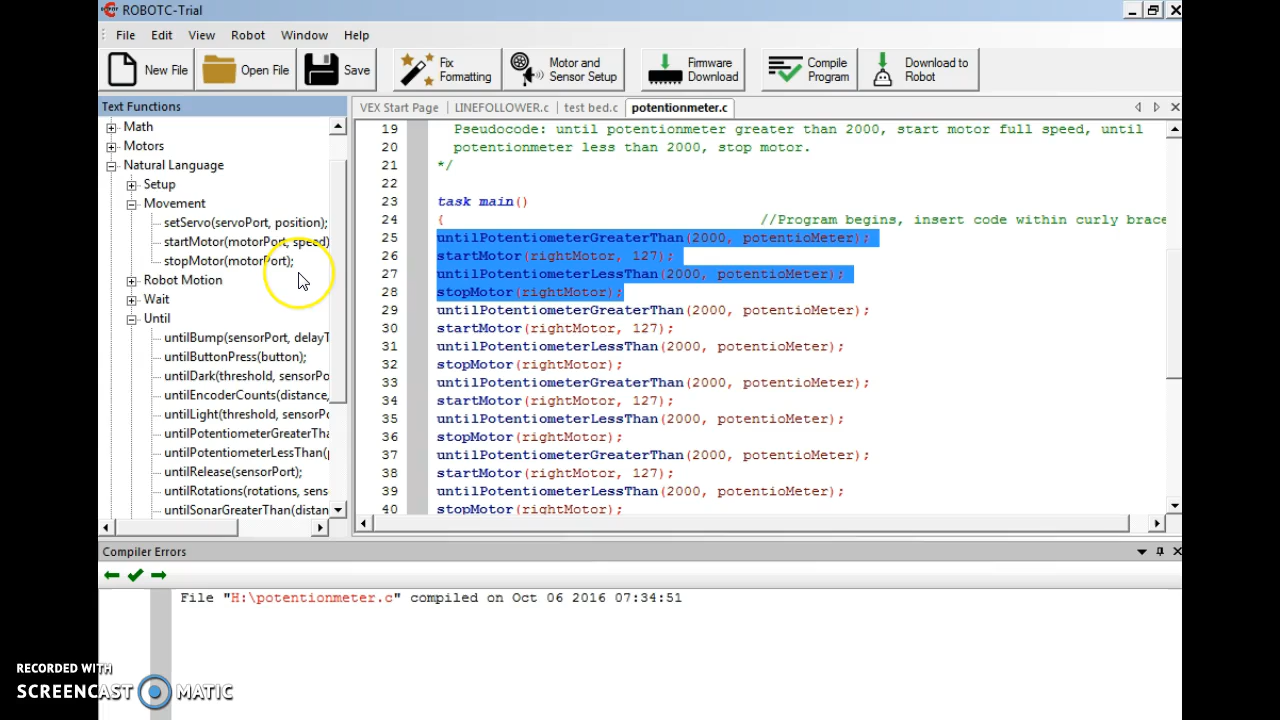 ROBOTC-Trial
File Edit View Robot Window Help
New File Open File Save Fix Formatting Motor and Sensor Setup Firmware Download Compile Program Download to Robot
Text Functions
VEX Start Page LINEFOLLOWER.c test bed.c potentionmeter.c
Math
Motors
Natural Language
Setup
Movement
setServo(servoPort, position);
startMotor(motorPort, speed)
stopMotor(motorPort);
Robot Motion
Wait
Until
untilBump(sensorPort, delayT
untilButtonPress(button);
untilDark(threshold, sensorPo
untilEncoderCounts(distance,
untilLight(threshold, sensorPo
untilPotentiometerGreaterTha
untilPotentiometerLessThan(p
untilRelease(sensorPort);
untilRotations(rotations, sens
untilSonarGreaterThan(distan
19 Pseudocode: until potentionmeter greater than 2000, start motor full speed, until
20 potentionmeter less than 2000, stop motor.
21 */
22
23 task main()
24 { //Program begins, insert code within curly brace
25 untilPotentiometerGreaterThan(2000, potentioMeter);
26 startMotor(rightMotor, 127);
27 untilPotentiometerLessThan(2000, potentioMeter);
28 stopMotor(rightMotor);
29 untilPotentiometerGreaterThan(2000, potentioMeter);
30 startMotor(rightMotor, 127);
31 untilPotentiometerLessThan(2000, potentioMeter);
32 stopMotor(rightMotor);
33 untilPotentiometerGreaterThan(2000, potentioMeter);
34 startMotor(rightMotor, 127);
35 untilPotentiometerLessThan(2000, potentioMeter);
36 stopMotor(rightMotor);
37 untilPotentiometerGreaterThan(2000, potentioMeter);
38 startMotor(rightMotor, 127);
39 untilPotentiometerLessThan(2000, potentioMeter);
40 stopMotor(rightMotor);
Compiler Errors
File "H:\potentionmeter.c" compiled on Oct 06 2016 07:34:51
RECORDED WITH
SCREENCAST MATIC